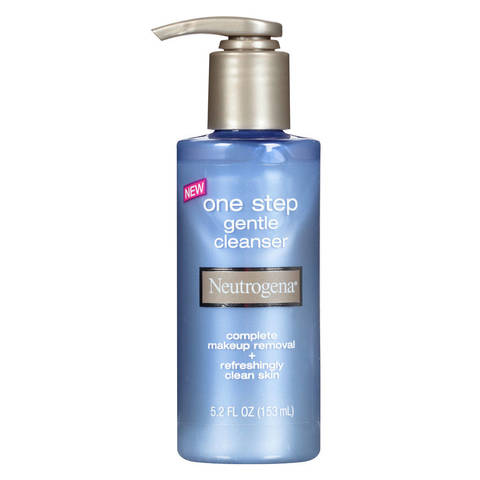 NEW
one step
gentle
cleanser
Neutrogena®
complete
makeup removal
+
refreshingly
clean skin
5.2 FL OZ (153 mL)